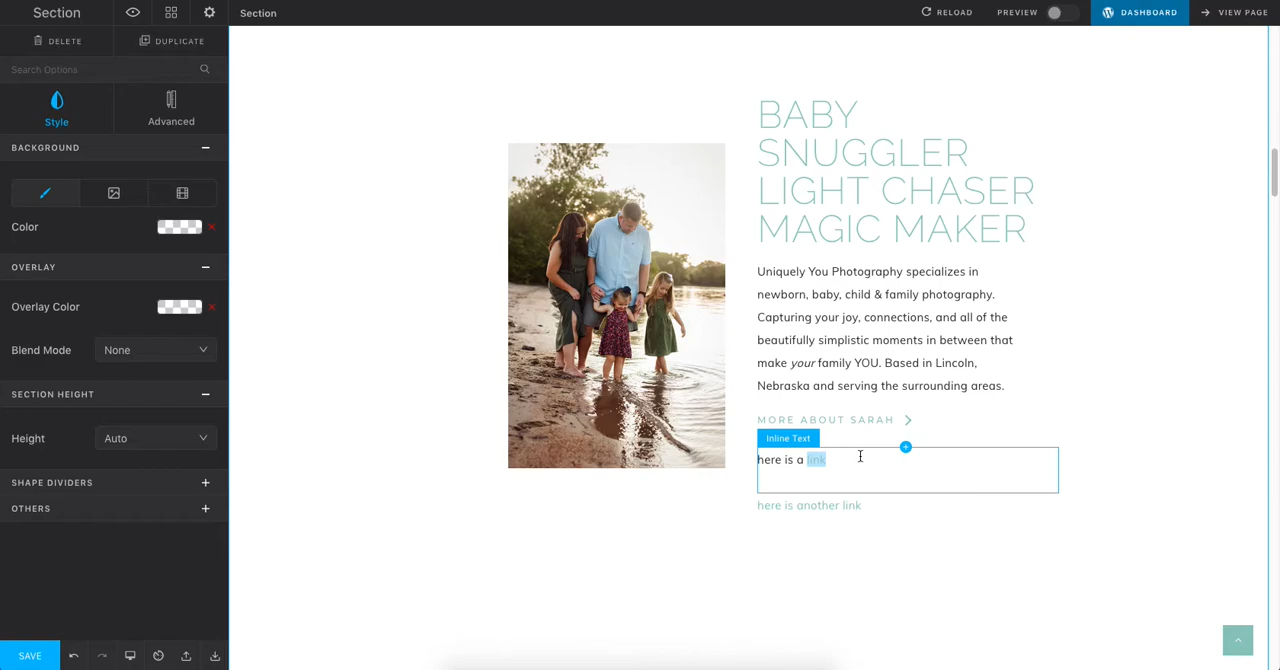 Section
Section
RELOAD
PREVIEW
DASHBOARD
VIEW PAGE
DELETE
DUPLICATE
Search Options
Style
Advanced
BACKGROUND
Color
OVERLAY
Overlay Color
Blend Mode
None
SECTION HEIGHT
Height
Auto
SHAPE DIVIDERS
OTHERS
SAVE
BABY
SNUGGLER
LIGHT CHASER
MAGIC MAKER
Uniquely You Photography specializes in
newborn, baby, child & family photography.
Capturing your joy, connections, and all of the
beautifully simplistic moments in between that
make your family YOU. Based in Lincoln,
Nebraska and serving the surrounding areas.
MORE ABOUT SARAH
Inline Text
here is a link
here is another link